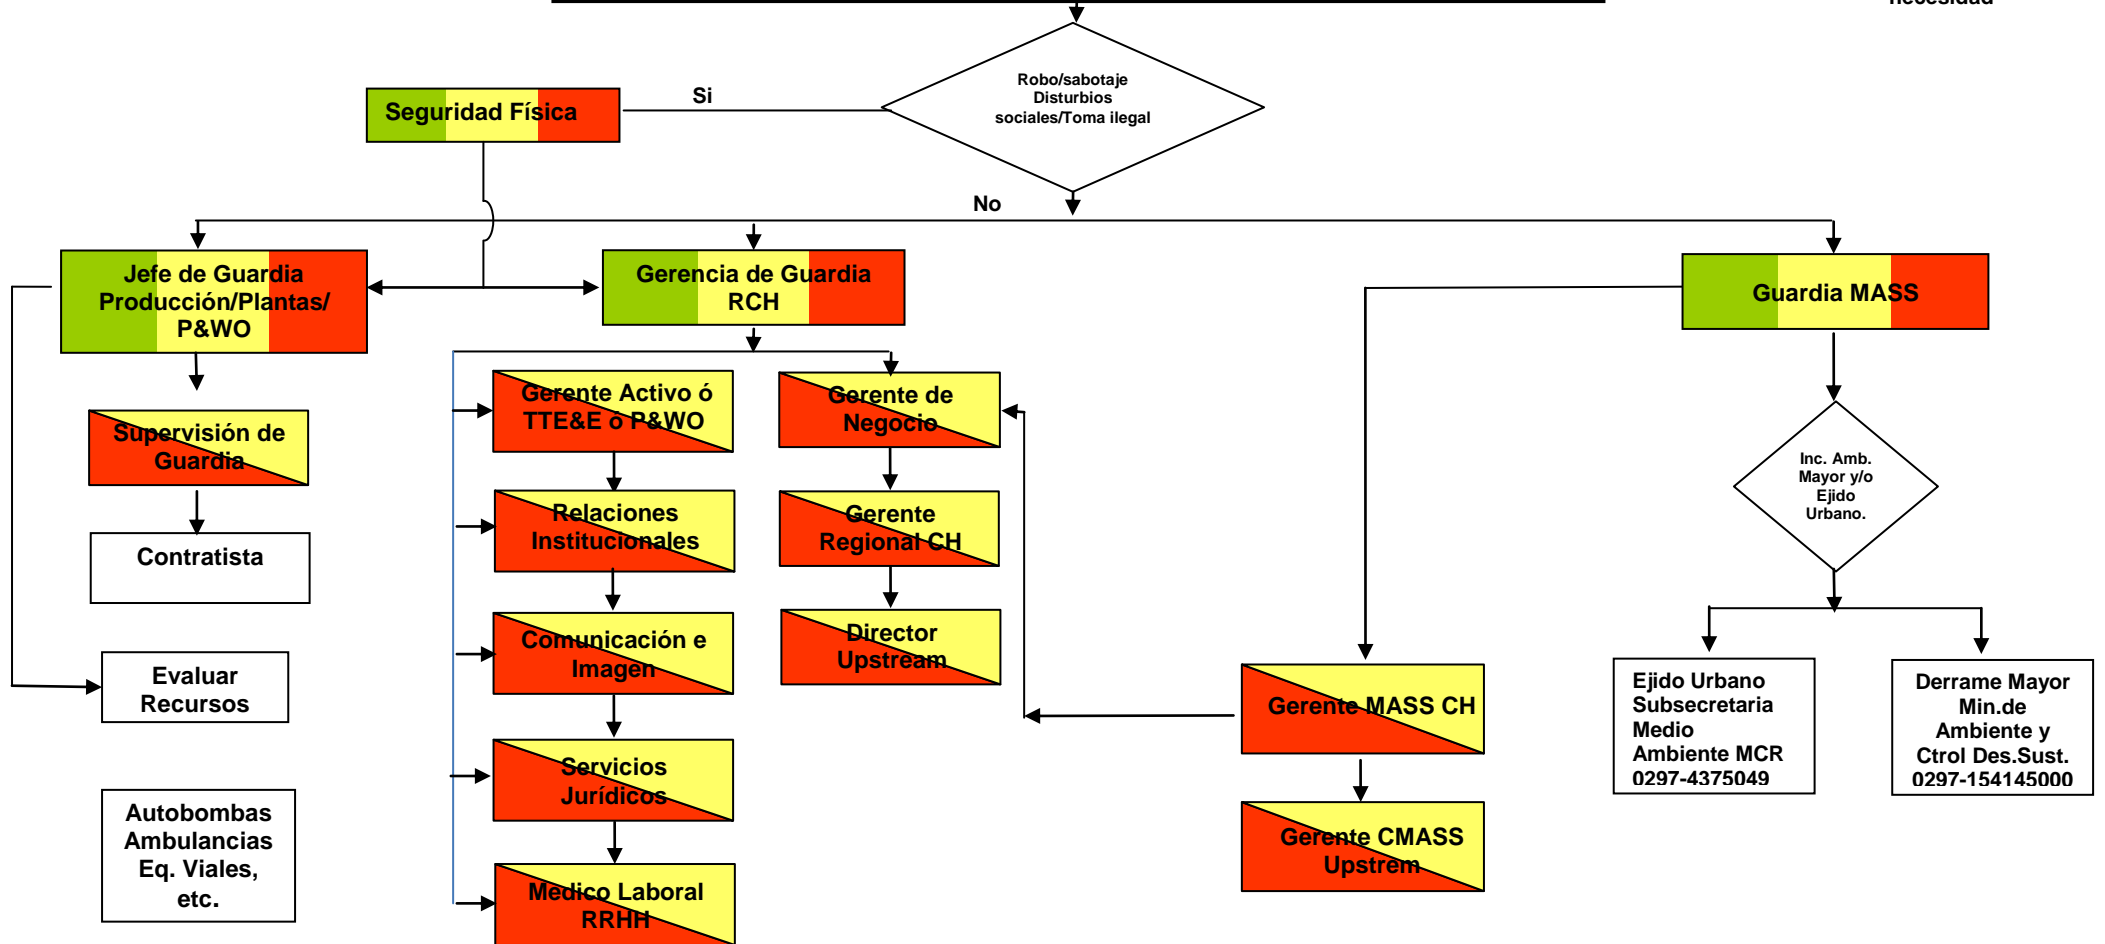 necesidad
Robo/sabotaje
Disturbios
sociales/Toma ilegal
Si
Seguridad Física
No
Jefe de Guardia
Producción/Plantas/
P&WO
Gerencia de Guardia
RCH
Guardia MASS
Gerente Activo ó
TTE&E ó P&WO
Gerente de
Negocio
Supervisión de
Guardia
Inc. Amb.
Mayor y/o
Ejido
Urbano.
Relaciones
Institucionales
Gerente
Regional CH
Contratista
Comunicación e
Imagen
Director
Upstream
Evaluar
Recursos
Gerente MASS CH
Ejido Urbano
Subsecretaria
Medio
Ambiente MCR
0297-4375049
Derrame Mayor
Min.de
Ambiente y
Ctrol Des.Sust.
0297-154145000
Servicios
Jurídicos
Autobombas
Ambulancias
Eq. Viales,
etc.
Gerente CMASS
Upstrem
Medico Laboral
RRHH